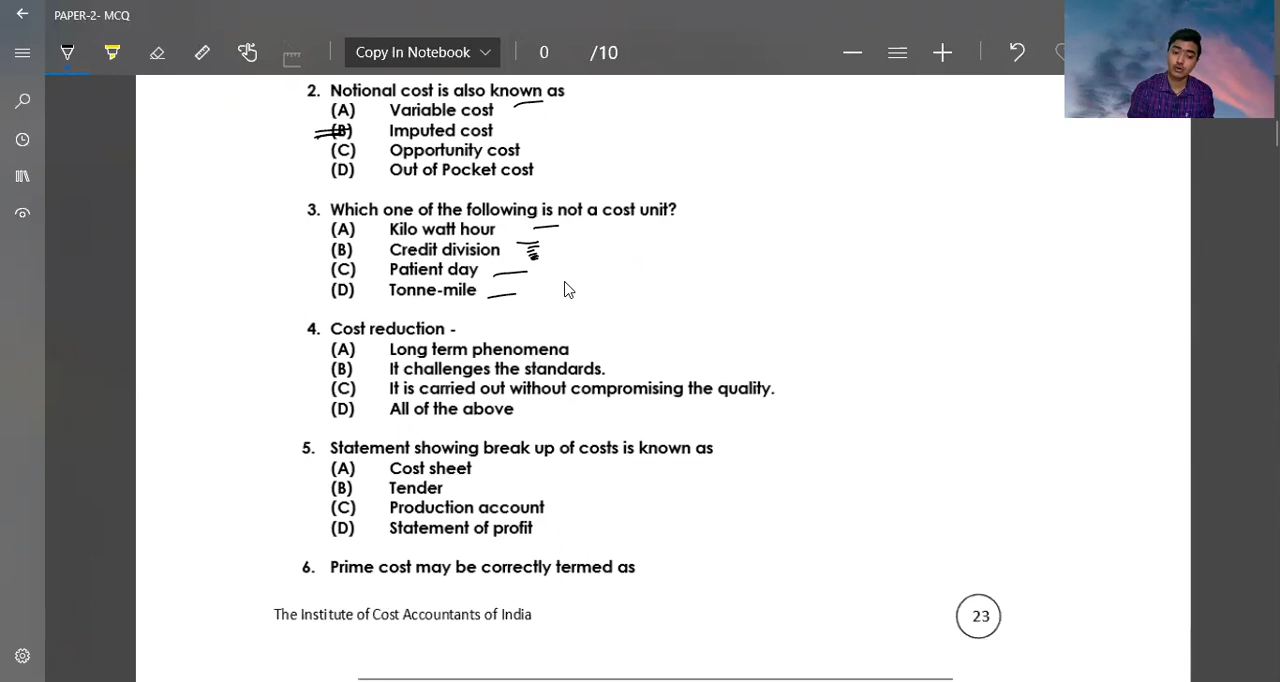 PAPER-2- MCQ
Copy In Notebook
0 /10
2. Notional cost is also known as
(A) Variable cost
(B) Imputed cost
(C) Opportunity cost
(D) Out of Pocket cost
3. Which one of the following is not a cost unit?
(A) Kilo watt hour
(B) Credit division
(C) Patient day
(D) Tonne-mile
4. Cost reduction -
(A) Long term phenomena
(B) It challenges the standards.
(C) It is carried out without compromising the quality.
(D) All of the above
5. Statement showing break up of costs is known as
(A) Cost sheet
(B) Tender
(C) Production account
(D) Statement of profit
6. Prime cost may be correctly termed as
The Institute of Cost Accountants of India
23